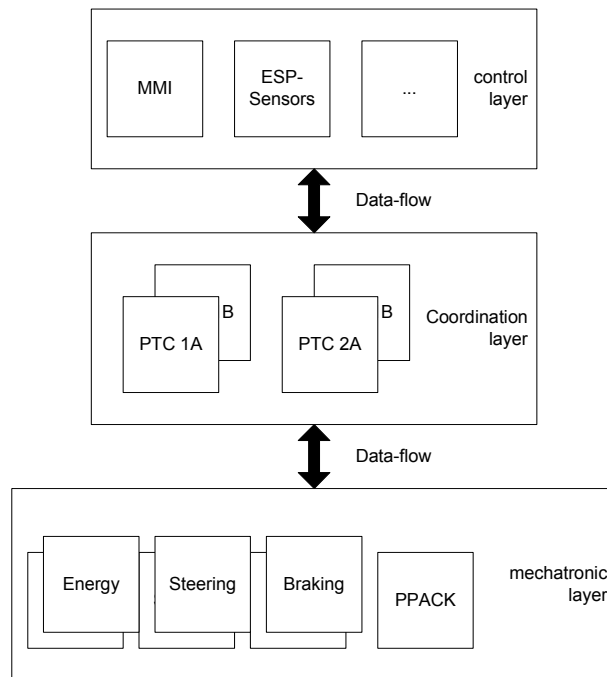 MMI
ESP-
Sensors
...
control
layer
Data-flow
B
B
PTC 1A
PTC 2A
Coordination
layer
Data-flow
Energy
Steering
Braking
PPACK
mechatronic
layer